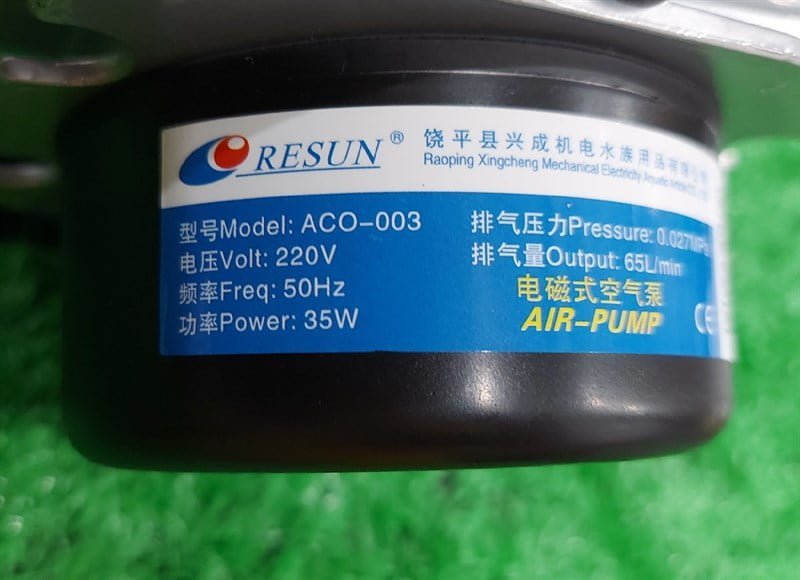 RESUN®
饶平县兴成机电水族用品有限
Raoping Xingcheng Mechanical Electricity Aquatic
型号Model: ACO-003
电压Volt: 220V
频率Freq: 50Hz
功率Power: 35W
排气压力Pressure: 0.027MPa
排气量Output: 65L/min
电磁式空气泵
AIR-PUMP
CE